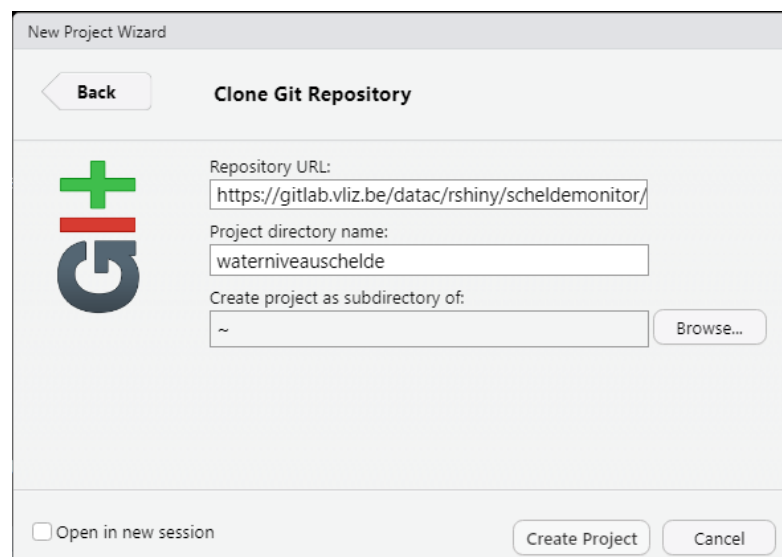 New Project Wizard
Back
Clone Git Repository
GIt
Repository URL:
https://gitlab.vliz.be/datac/rshiny/scheldemonitor/
Project directory name:
waterniveauschelde
Create project as subdirectory of:
~
Browse...
Open in new session
Create Project
Cancel